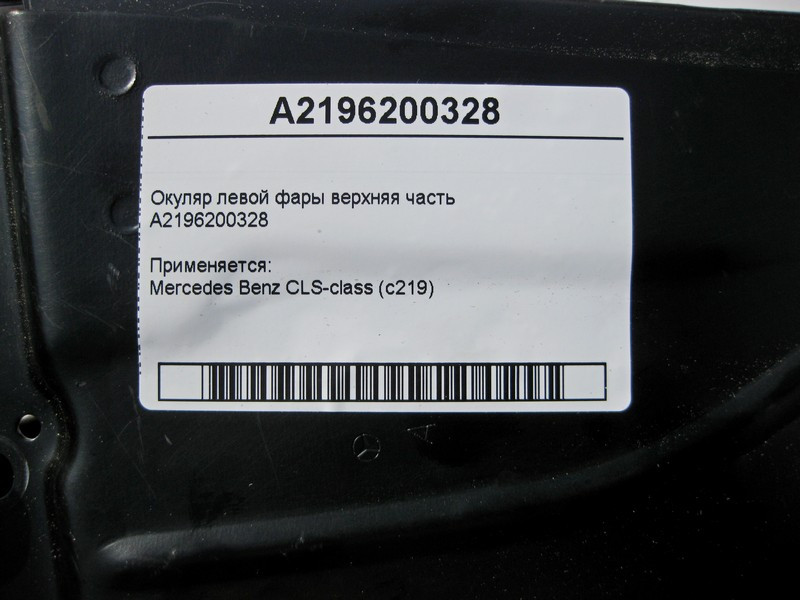 A2196200328
Окуляр левой фары верхняя часть
A2196200328
Применяется:
Mercedes Benz CLS-class (c219)
A